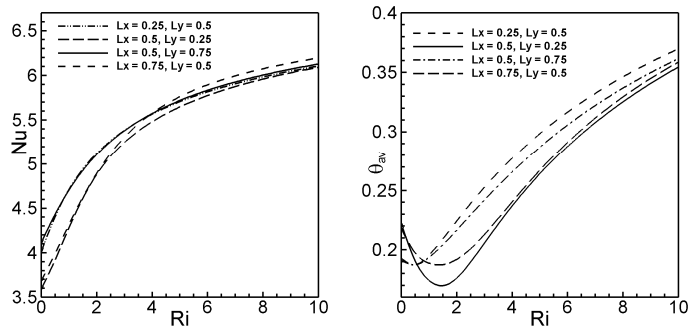 Lx = 0.25, Ly = 0.5
Lx = 0.5, Ly = 0.25
Lx = 0.5, Ly = 0.75
Lx = 0.75, Ly = 0.5
6.5
6
5.5
5
4.5
4
3.5
Nu
0 2 4 6 8 10
Ri
Lx = 0.25, Ly = 0.5
Lx = 0.5, Ly = 0.25
Lx = 0.5, Ly = 0.75
Lx = 0.75, Ly = 0.5
0.4
0.35
0.3
0.25
0.2
θav
0 2 4 6 8 10
Ri